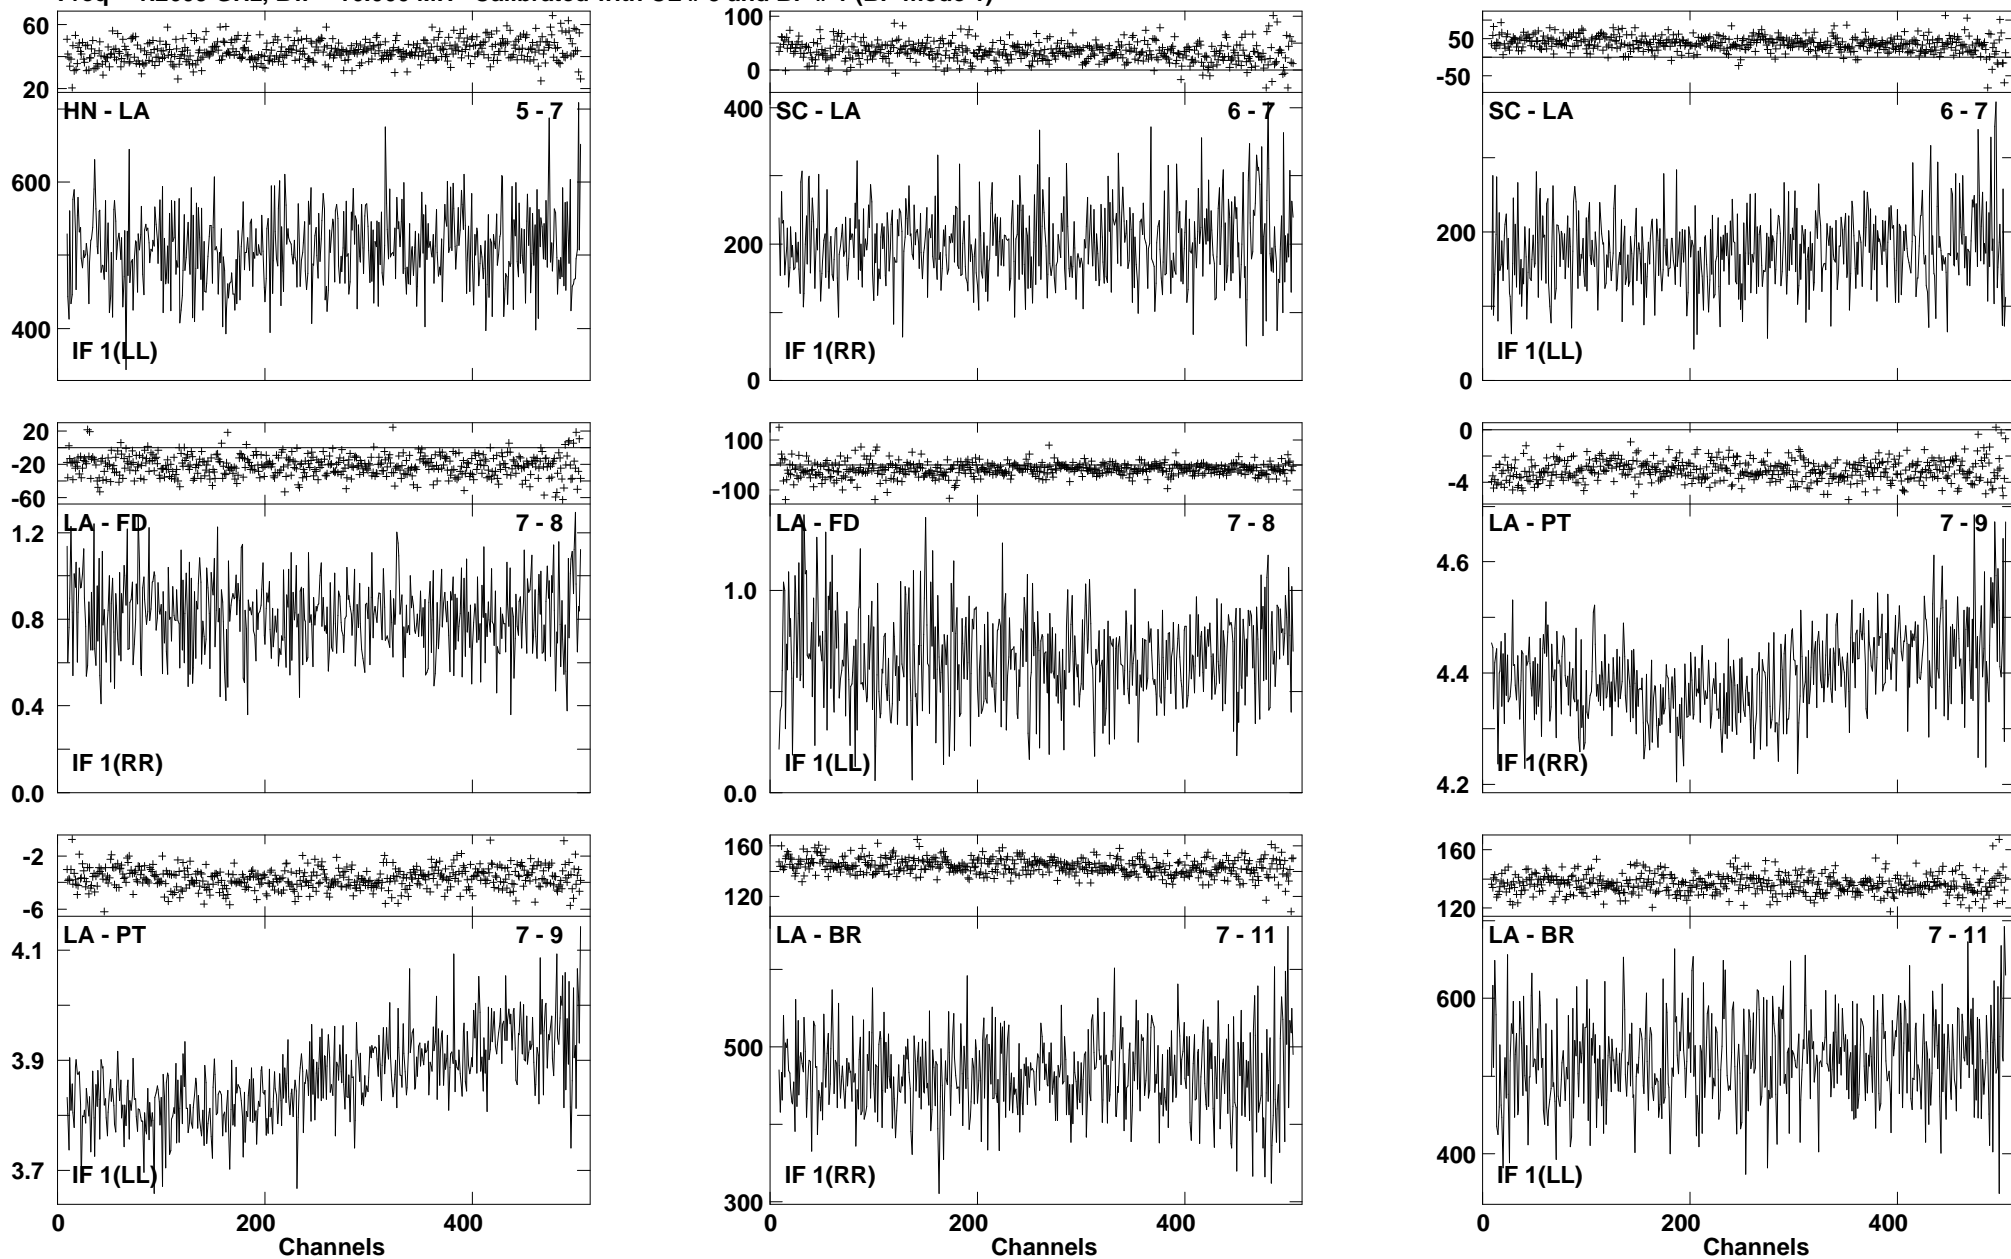 60
20
HN - LA
5 - 7
600
400
IF 1(LL)
100
50
0
SC - LA
6 - 7
400
200
0
IF 1(RR)
50
-50
SC - LA
6 - 7
200
0
IF 1(LL)
20
-20
-60
LA - FD
7 - 8
1.2
0.8
0.4
0.0
IF 1(RR)
100
-100
LA - FD
7 - 8
1.0
0.0
IF 1(LL)
0
-4
LA - PT
7 - 9
4.6
4.4
4.2
IF 1(RR)
-2
-6
LA - PT
7 - 9
4.1
3.9
3.7
IF 1(LL)
0 200 400
Channels
160
120
LA - BR
7 - 11
500
300
IF 1(RR)
0 200 400
Channels
160
120
LA - BR
7 - 11
600
400
IF 1(LL)
0 200 400
Channels